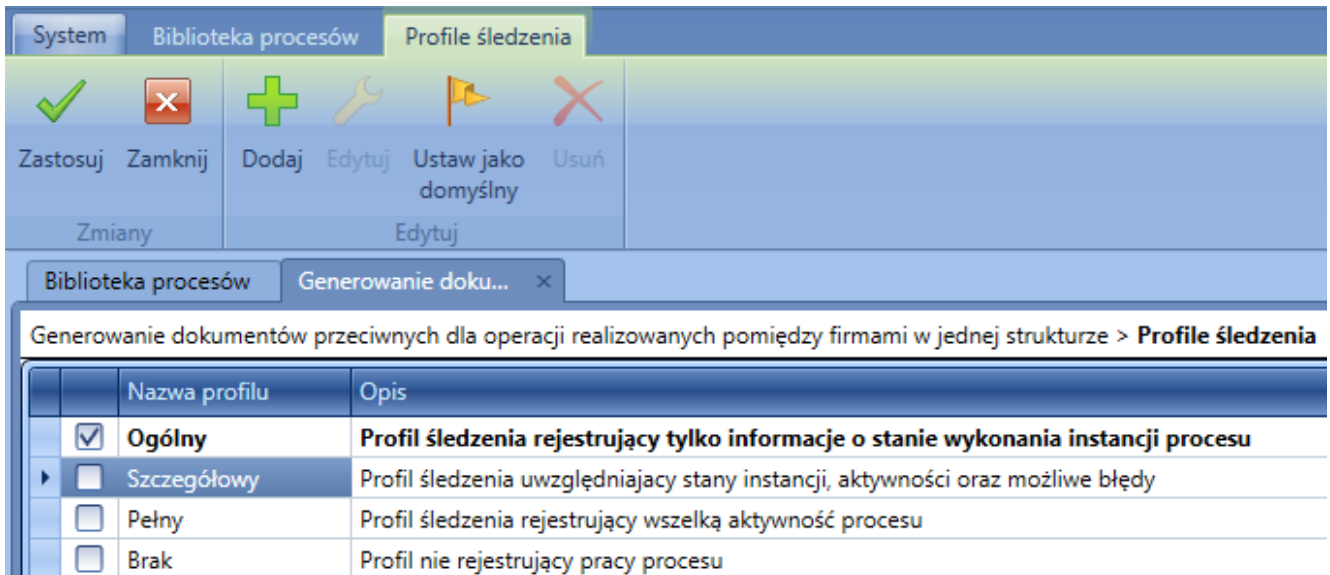 System Biblioteka procesów Profile śledzenia
Zastosuj Zamknij Dodaj Edytuj Ustaw jako domyślny Usuń
Zmiany Edytuj
Biblioteka procesów Generowanie doku... ×
Generowanie dokumentów przeciwnych dla operacji realizowanych pomiędzy firmami w jednej strukturze > Profile śledzenia
Nazwa profilu Opis
Ogólny Profil śledzenia rejestrujący tylko informacje o stanie wykonania instancji procesu
Szczegółowy Profil śledzenia uwzględniajacy stany instancji, aktywności oraz możliwe błędy
Pełny Profil śledzenia rejestrujący wszelką aktywność procesu
Brak Profil nie rejestrujący pracy procesu